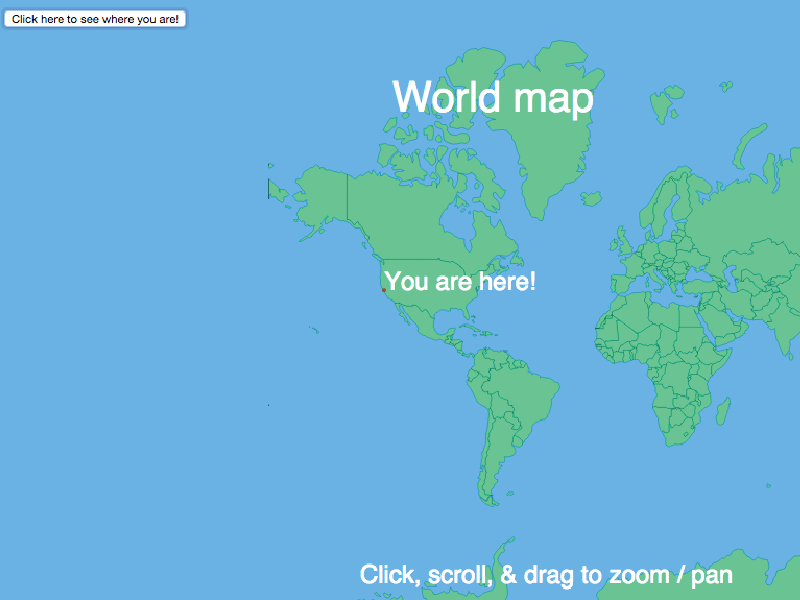 Click here to see where you are!
World map
You are here!
Click, scroll, & drag to zoom / pan